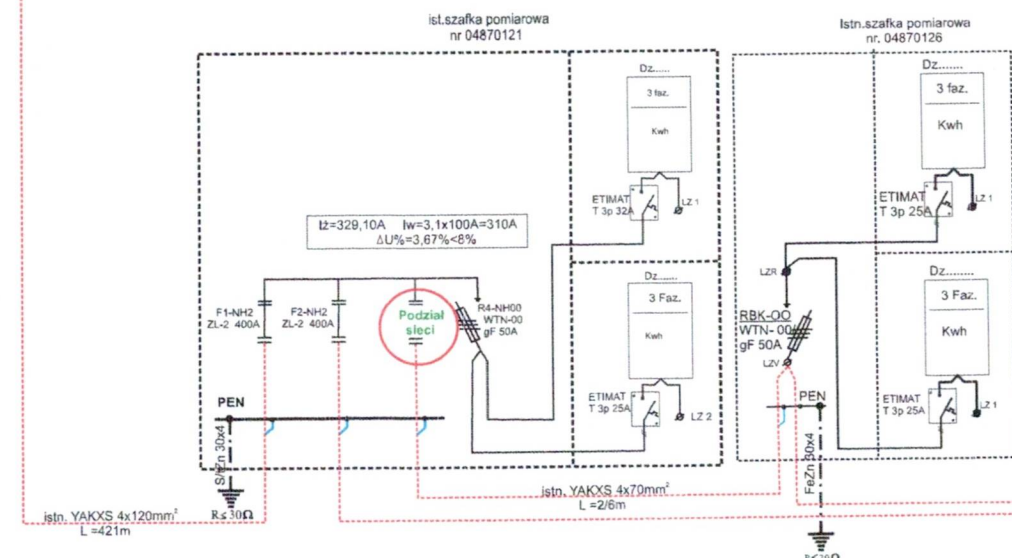 ist.szafka pomiarowa
nr 04870121
Istn.szafka pomiarowa
nr. 04870126
Dz.......
3 faz.
Kwh
ETIMAT
T 3p 32A
LZ 1
Dz.......
3 faz.
Kwh
ETIMAT
T 3p 25A
LZ 1
Iż=329,10A Iw=3,1x100A=310A
ΔU%=3,67%<8%
F1-NH2
ZL-2 400A
F2-NH2
ZL-2 400A
Podział
sieci
R4-NH00
WTN-00
gF 50A
Dz.......
3 Faz.
Kwh
ETIMAT
T 3p 25A
LZ 2
LZR
RBK-OO
WTN- 00/
gF 50A
LZV
Dz.......
3 Faz.
Kwh
ETIMAT
T 3p 25A
LZ 1
PEN
PEN
30x4
R≤30Ω
FeZn 30x4
istn. YAKXS 4x120mm²
L =421m
istn. YAKXS 4x70mm²
L =2/6m